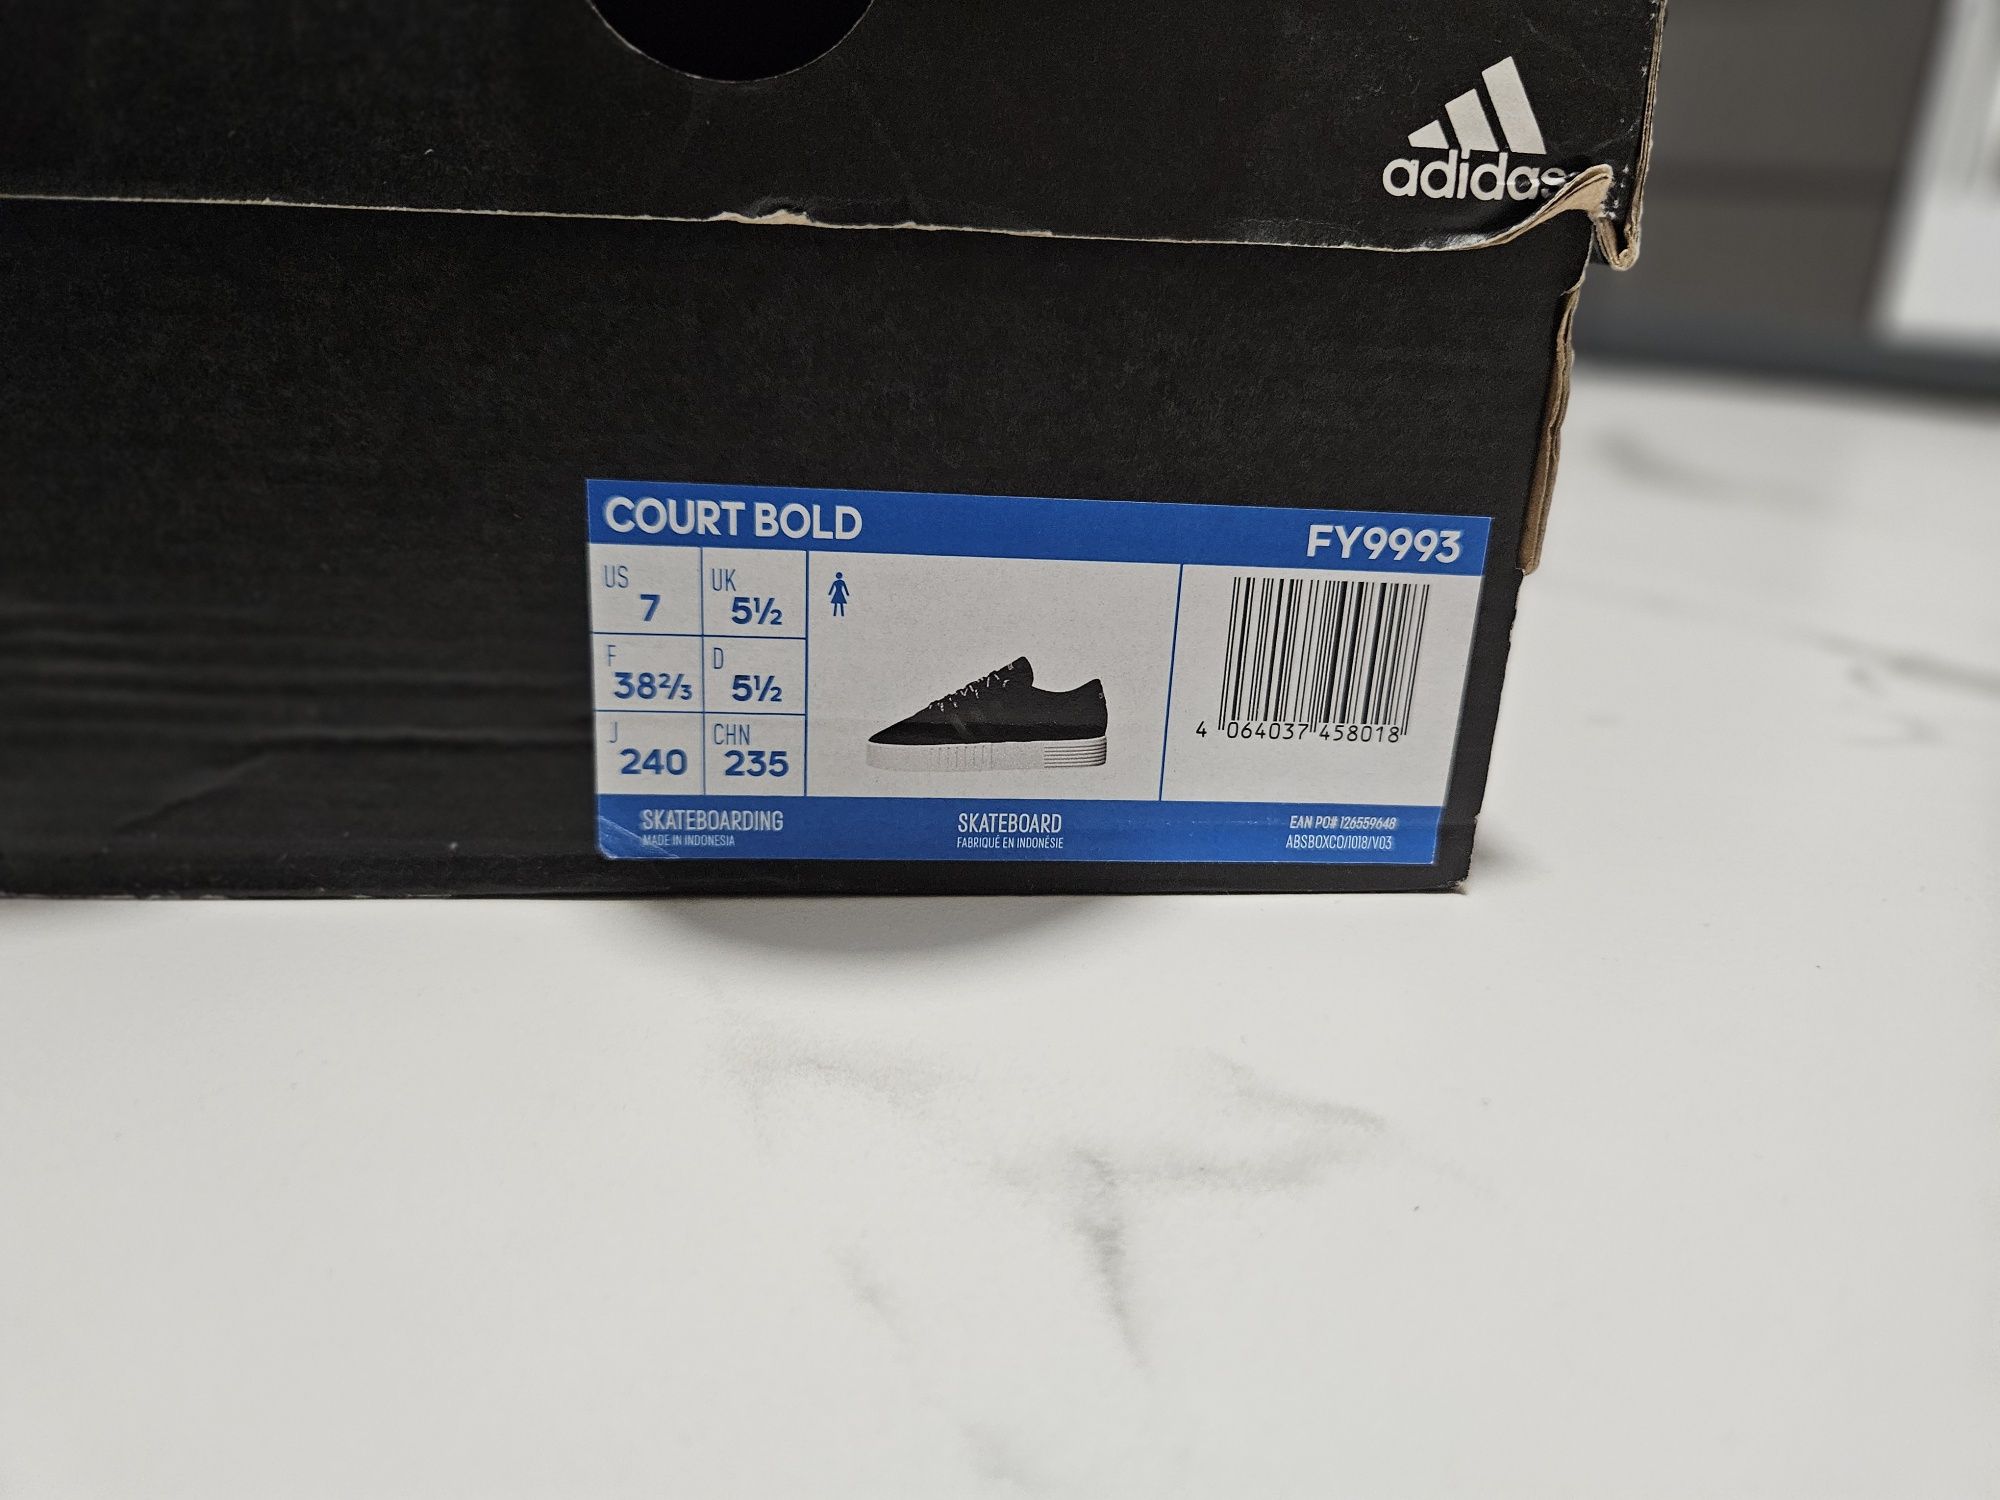 adidas
COURT BOLD
FY9993
US 7
UK 5½
F 38⅔
D 5½
J 240
CHN 235
4 064037 458018
SKATEBOARDING
MADE IN INDONESIA
SKATEBOARD
FABRIQUÉ EN INDONÉSIE
EAN PO# 126559648
ABSBOXCO/1018/V03